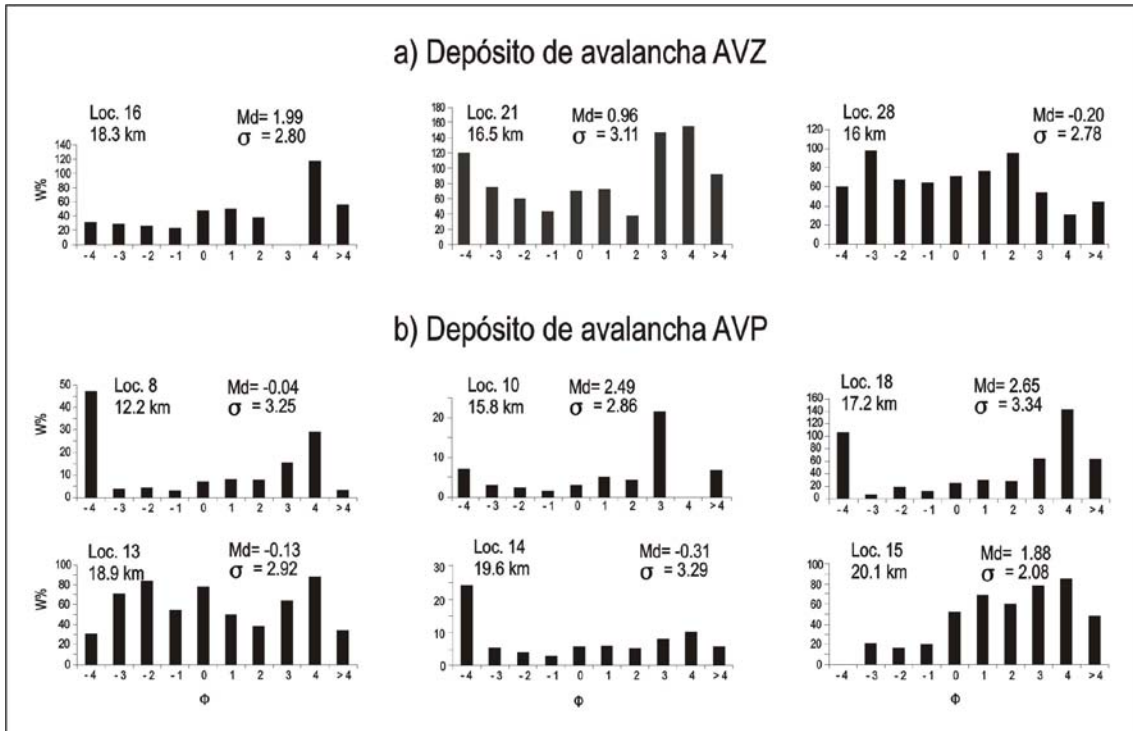 a) Depósito de avalancha AVZ
Loc. 16
18.3 km
Md= 1.99
σ = 2.80
W%
140
120
100
80
60
40
20
0
-4 -3 -2 -1 0 1 2 3 4 >4
Loc. 21
16.5 km
Md= 0.96
σ = 3.11
180
160
140
120
100
80
60
40
20
0
-4 -3 -2 -1 0 1 2 3 4 >4
Loc. 28
16 km
Md= -0.20
σ = 2.78
120
100
80
60
40
20
0
-4 -3 -2 -1 0 1 2 3 4 >4
b) Depósito de avalancha AVP
Loc. 8
12.2 km
Md= -0.04
σ = 3.25
W%
50
40
30
20
10
0
-4 -3 -2 -1 0 1 2 3 4 >4
Loc. 10
15.8 km
Md= 2.49
σ = 2.86
20
10
0
-4 -3 -2 -1 0 1 2 3 4 >4
Loc. 18
17.2 km
Md= 2.65
σ = 3.34
160
140
120
100
80
60
40
20
0
-4 -3 -2 -1 0 1 2 3 4 >4
Loc. 13
18.9 km
Md= -0.13
σ = 2.92
W%
100
80
60
40
20
0
-4 -3 -2 -1 0 1 2 3 4 >4
Φ
Loc. 14
19.6 km
Md= -0.31
σ = 3.29
30
20
10
0
-4 -3 -2 -1 0 1 2 3 4 >4
Φ
Loc. 15
20.1 km
Md= 1.88
σ = 2.08
100
80
60
40
20
0
-4 -3 -2 -1 0 1 2 3 4 >4
Φ